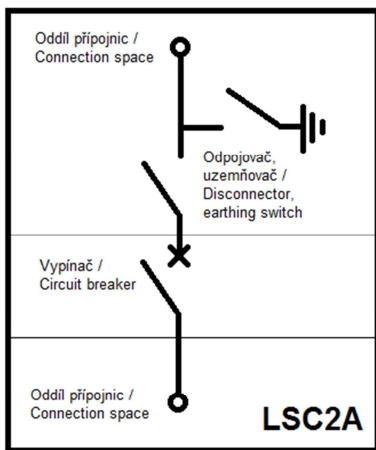 Oddíl přípojnic /
Connection space
Odpojovač,
uzemňovač /
Disconnector,
earthing switch
Vypínač /
Circuit breaker
Oddíl přípojnic /
Connection space
LSC2A